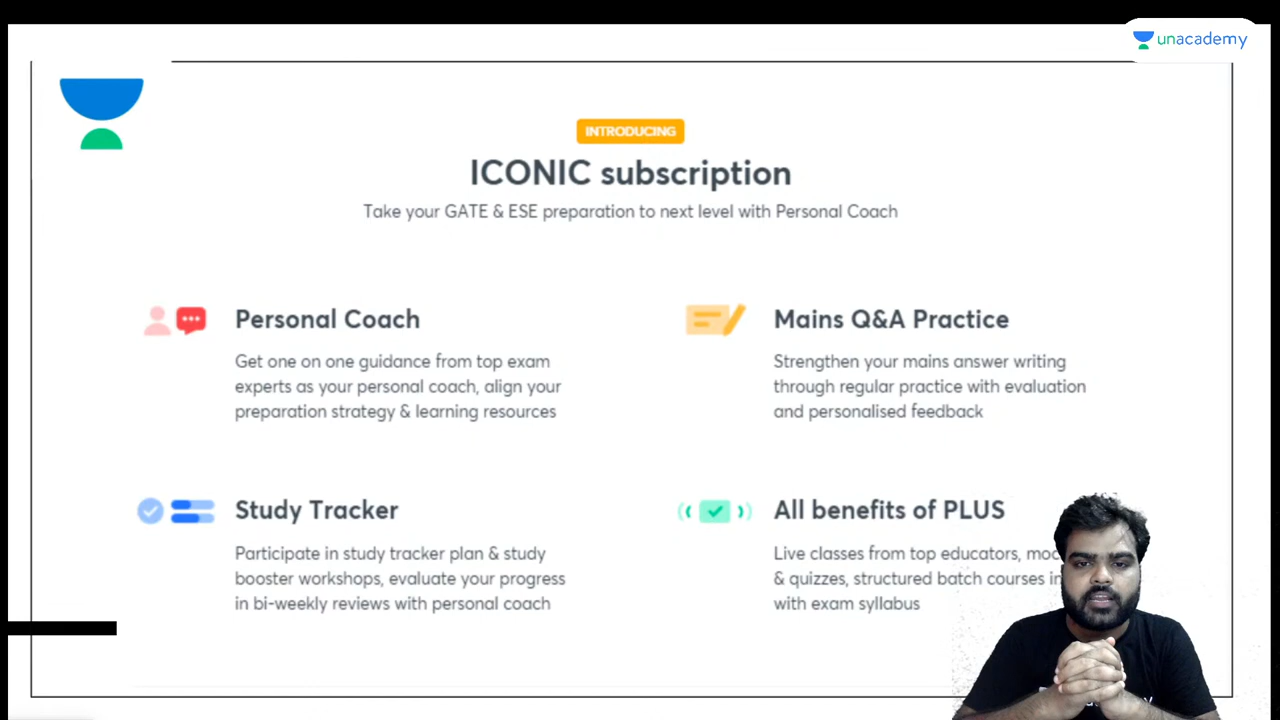 unacademy
INTRODUCING
ICONIC subscription
Take your GATE & ESE preparation to next level with Personal Coach
Personal Coach
Get one on one guidance from top exam
experts as your personal coach, align your
preparation strategy & learning resources
Mains Q&A Practice
Strengthen your mains answer writing
through regular practice with evaluation
and personalised feedback
Study Tracker
Participate in study tracker plan & study
booster workshops, evaluate your progress
in bi-weekly reviews with personal coach
All benefits of PLUS
Live classes from top educators,
& quizzes, structured batch courses in
with exam syllabus